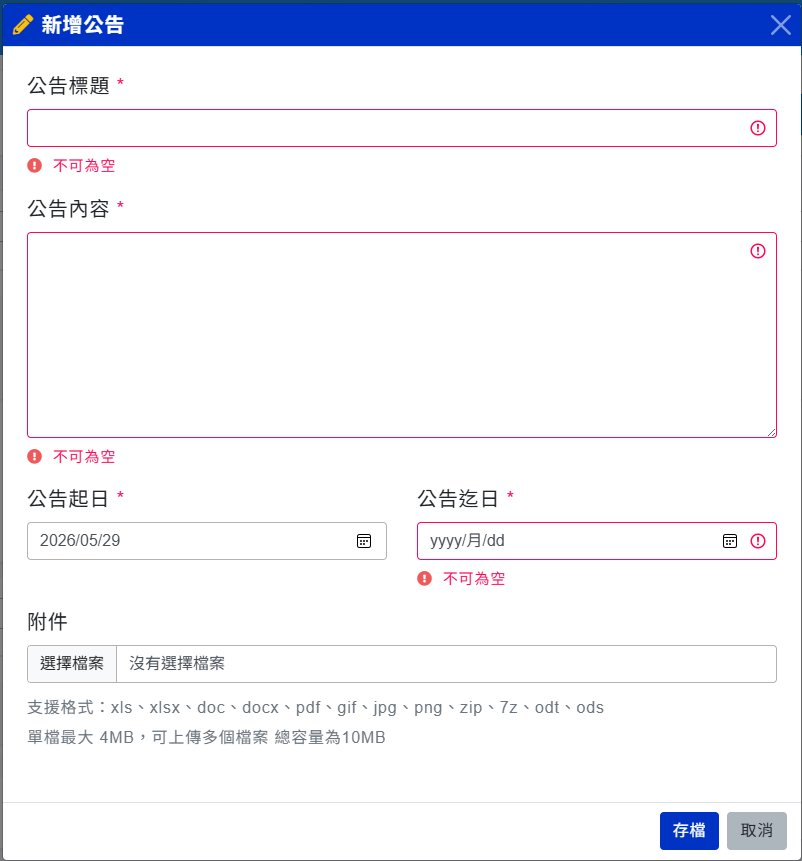 新增公告
公告標題 *
不可為空
公告內容 *
不可為空
公告起日 * 公告迄日 *
2026/05/29 yyyy/月/dd
不可為空
附件
選擇檔案 沒有選擇檔案
支援格式：xls、xlsx、doc、docx、pdf、gif、jpg、png、zip、7z、odt、ods
單檔最大 4MB，可上傳多個檔案 總容量為10MB
存檔 取消